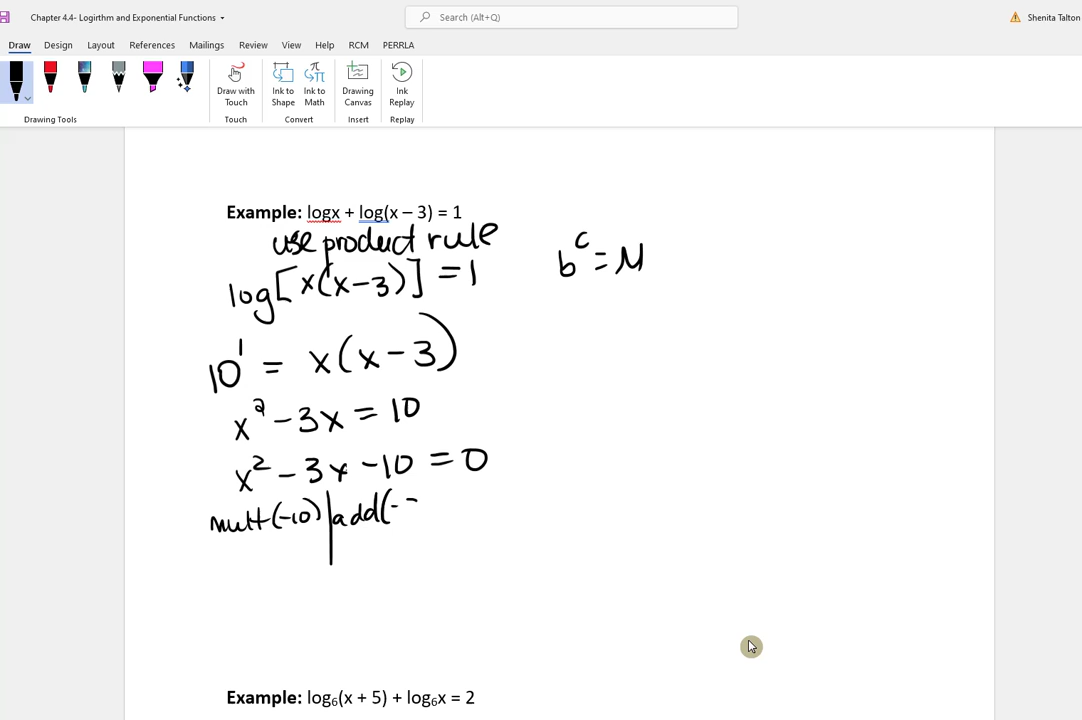 Chapter 4.4- Logirthm and Exponential Functions
Search (Alt+Q)
Shenita Talton
Draw Design Layout References Mailings Review View Help RCM PERRLA
Draw with Touch
Ink to Shape
Ink to Math
Drawing Canvas
Ink Replay
Drawing Tools Touch Convert Insert Replay
Example: logx + log(x – 3) = 1
use product rule
b^c = M
log[x(x-3)] = 1
10^1 = x(x-3)
x^2 - 3x = 10
x^2 - 3x - 10 = 0
mult(-10) | add(-
Example: log₆(x + 5) + log₆x = 2